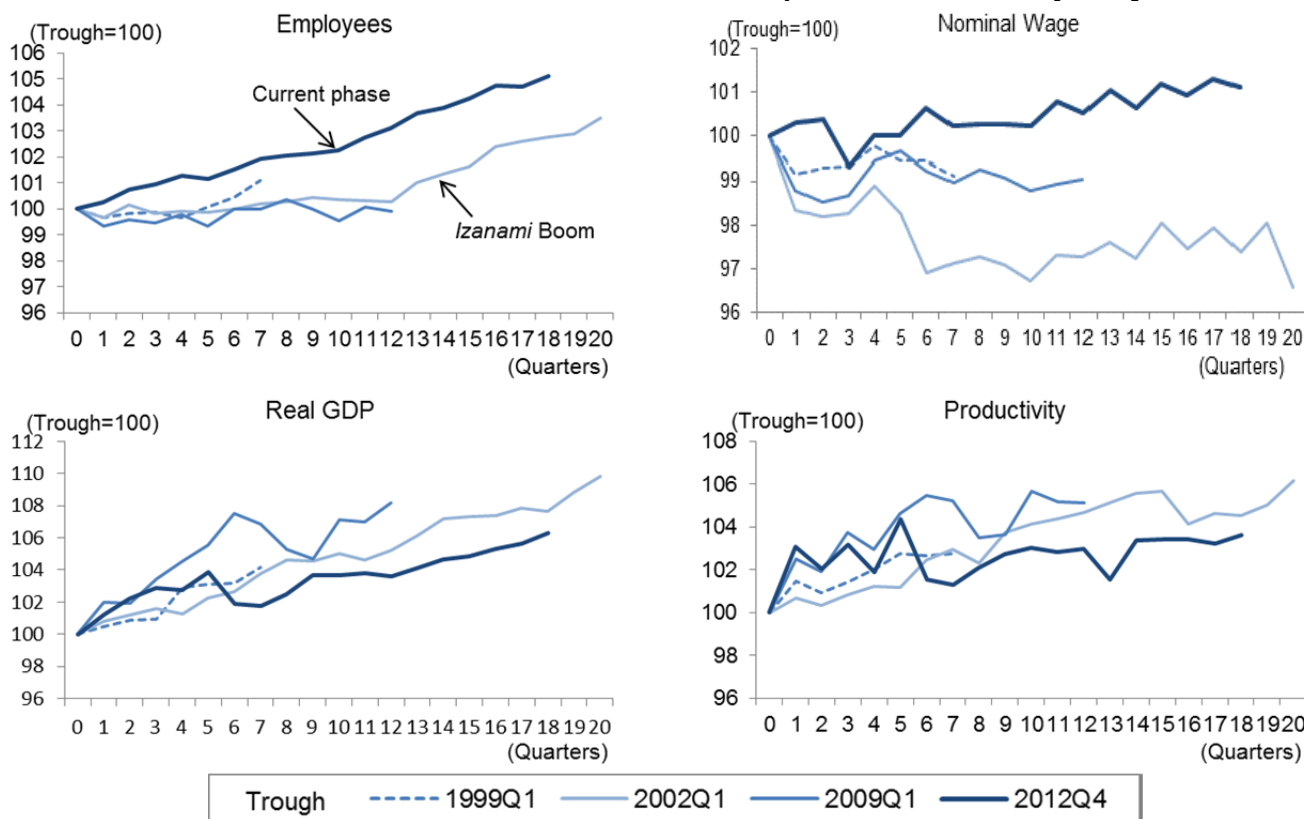 Employees
(Trough=100)
106
105
104
103
102
101
100
99
98
97
96
Current phase
Izanami Boom
0 1 2 3 4 5 6 7 8 9 10 11 12 13 14 15 16 17 18 19 20
(Quarters)
Nominal Wage
(Trough=100)
102
101
100
99
98
97
96
0 1 2 3 4 5 6 7 8 9 10 11 12 13 14 15 16 17 18 19 20
(Quarters)
Real GDP
(Trough=100)
112
110
108
106
104
102
100
98
96
0 1 2 3 4 5 6 7 8 9 10 11 12 13 14 15 16 17 18 19 20
(Quarters)
Productivity
(Trough=100)
108
106
104
102
100
98
96
0 1 2 3 4 5 6 7 8 9 10 11 12 13 14 15 16 17 18 19 20
(Quarters)
Trough 1999Q1 2002Q1 2009Q1 2012Q4